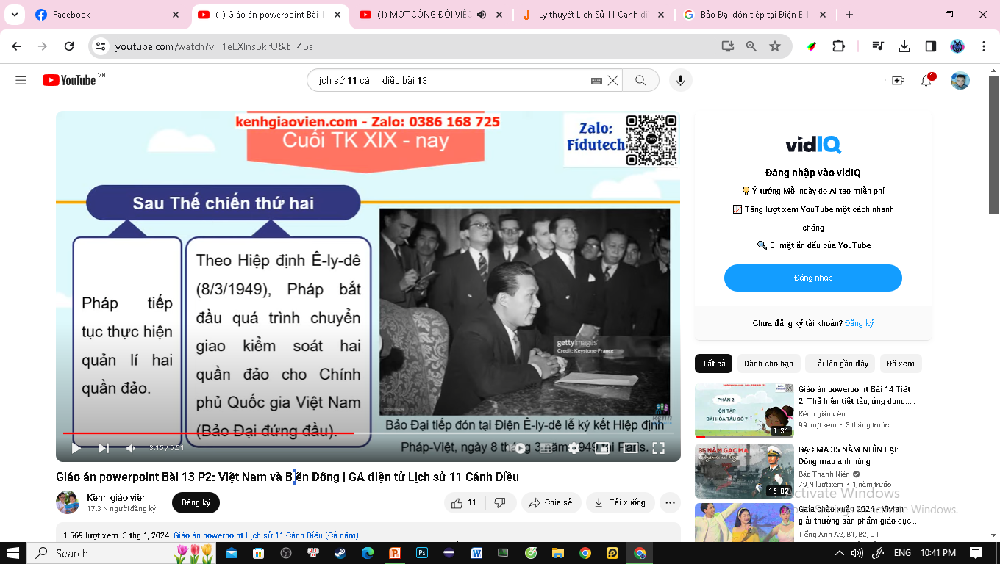 Facebook
(1) Giáo án powerpoint Bài 1
(1) MỘT CÔNG ĐÔI VIỆC
Lý thuyết Lịch Sử 11 Cánh di
Bảo Đại đón tiếp tại Điện Ê-l
youtube.com/watch?v=1eEXIns5krU&t=45s
YouTube VN
lịch sử 11 cánh diều bài 13
1
kenhgiaovien.com - Zalo: 0386 168 725
Cuối TK XIX - nay
Zalo:
Fidutech
Zalo
Sau Thế chiến thứ hai
Pháp tiếp
tục thực hiện
quản lí hai
quần đảo.
Theo Hiệp định Ê-ly-dê
(8/3/1949), Pháp bắt
đầu quá trình chuyển
giao kiểm soát hai
quần đảo cho Chính
phủ Quốc gia Việt Nam
(Bảo Đại đứng đầu).
gettyimages
Credit: Keystone-France
Bảo Đại tiếp đón tại Điện Ê-ly-dê lễ ký kết Hiệp định
Pháp-Việt, ngày 8 tháng 3 năm 1949 tại Paris.
3:15 / 6:51
Giáo án powerpoint Bài 13 P2: Việt Nam và Biển Đông | GA điện tử Lịch sử 11 Cánh Diều
Kênh giáo viên
17,3 N người đăng ký
Đăng ký
11
Chia sẻ
Tải xuống
1.569 lượt xem 3 thg 1, 2024 Giáo án powerpoint Lịch sử 11 Cánh Diều (Cả năm)
vidIQ
Đăng nhập vào vidIQ
Ý tưởng Mỗi ngày do AI tạo miễn phí
Tăng lượt xem YouTube một cách nhanh
chóng
Bí mật ẩn dấu của YouTube
Đăng nhập
Chưa đăng ký tài khoản? Đăng ký
Tất cả
Dành cho bạn
Tải lên gần đây
Đã xem
PHẦN 2
ÔN TẬP
BÀI HÒA TẤU SỐ 7
1:31
Giáo án powerpoint Bài 14 Tiết
2: Thể hiện tiết tấu, ứng dụng.....
Kênh giáo viên
99 lượt xem • 3 tháng trước
35 NĂM GẠC MA
16:02
GẠC MA 35 NĂM NHÌN LẠI:
Dòng máu anh hùng
Báo Thanh Niên
79 N lượt xem • 1 năm trước
Gala chào xuân 2024 - Vivian
giải thưởng sản phẩm giáo dục...
Tiếng Anh A2, B1, B2, C1
Activate Windows
Search
ENG
10:41 PM